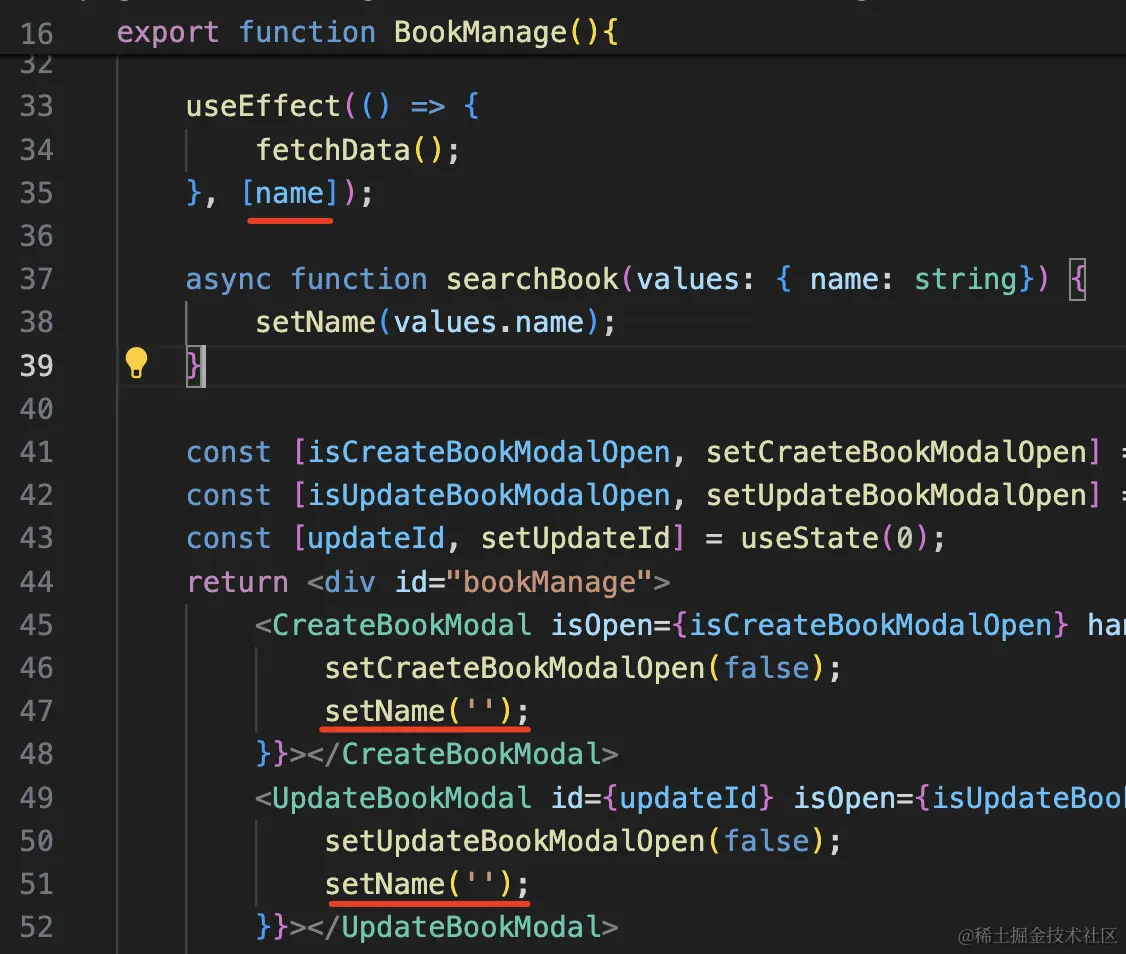 16 export function BookManage(){
32
33 useEffect(() => {
34 fetchData();
35 }, [name]);
36
37 async function searchBook(values: { name: string}) {
38 setName(values.name);
39 }
40
41 const [isCreateBookModalOpen, setCraeteBookModalOpen] =
42 const [isUpdateBookModalOpen, setUpdateBookModalOpen] =
43 const [updateId, setUpdateId] = useState(0);
44 return <div id="bookManage">
45 <CreateBookModal isOpen={isCreateBookModalOpen} han
46 setCraeteBookModalOpen(false);
47 setName('');
48 }}></CreateBookModal>
49 <UpdateBookModal id={updateId} isOpen={isUpdateBook
50 setUpdateBookModalOpen(false);
51 setName('');
52 }}></UpdateBookModal>
@稀土掘金技术社区